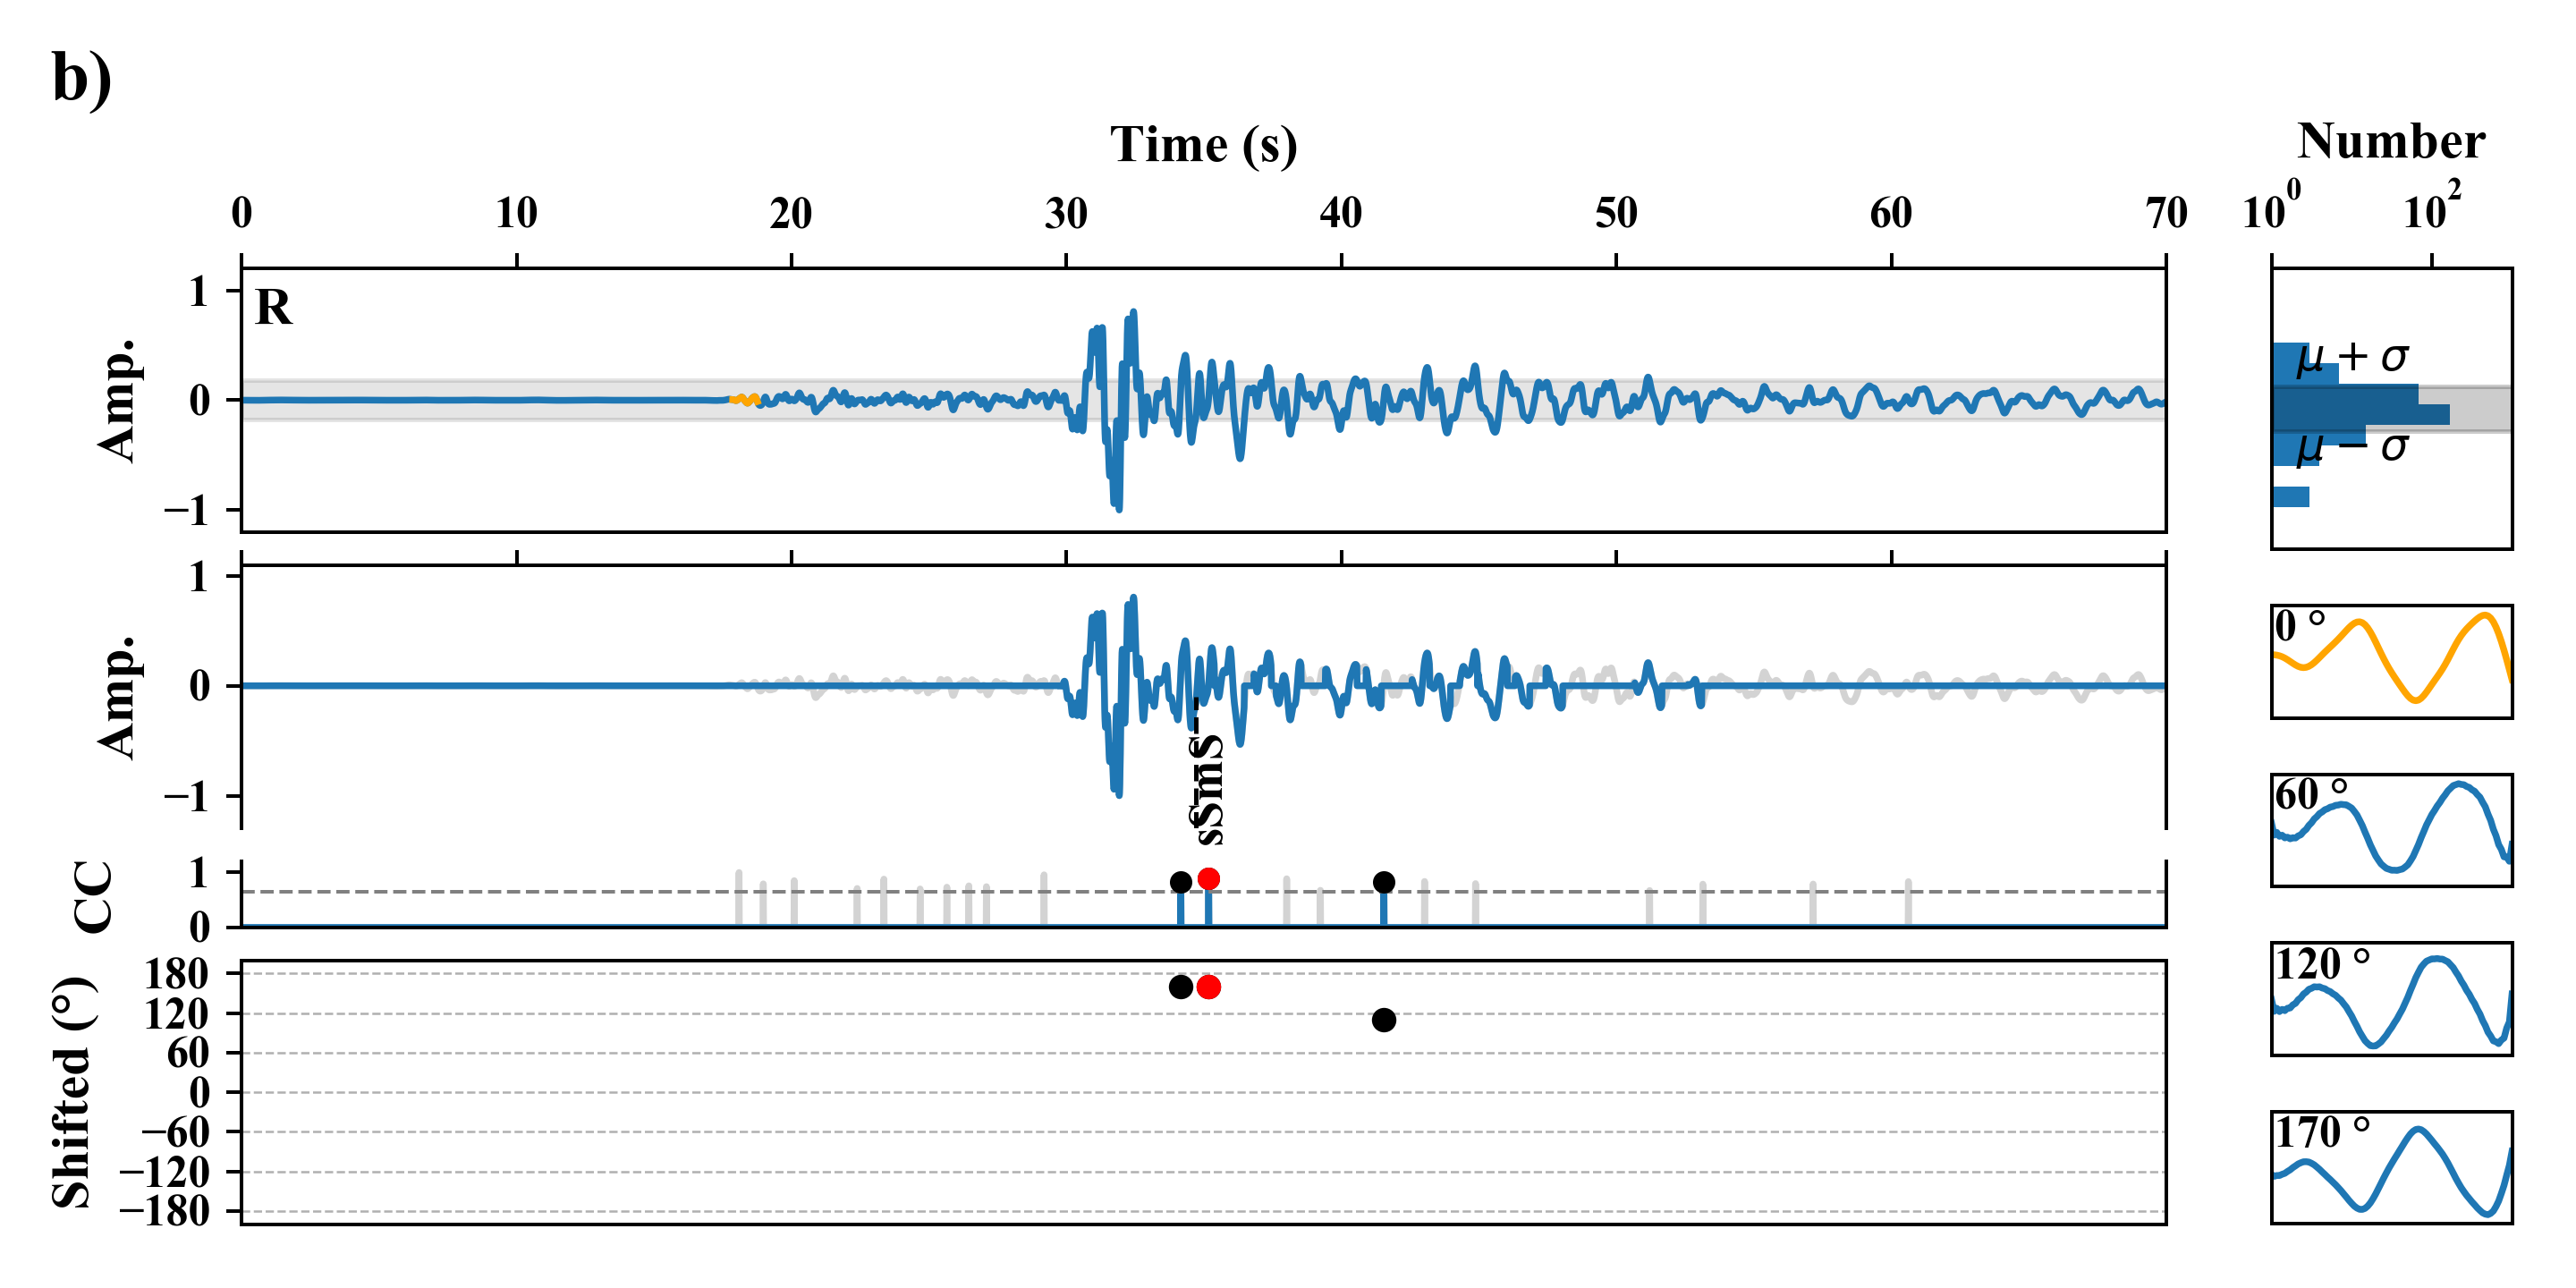 b)
Time (s)
Number
0 10 20 30 40 50 60 70
10^0 10^2
1
R
μ + σ
Amp.
0
μ − σ
−1
1
0 °
Amp.
0
60 °
−1
sSmS
CC
1
0
120 °
Shifted (°)
180
120
60
0
−60
−120
−180
170 °